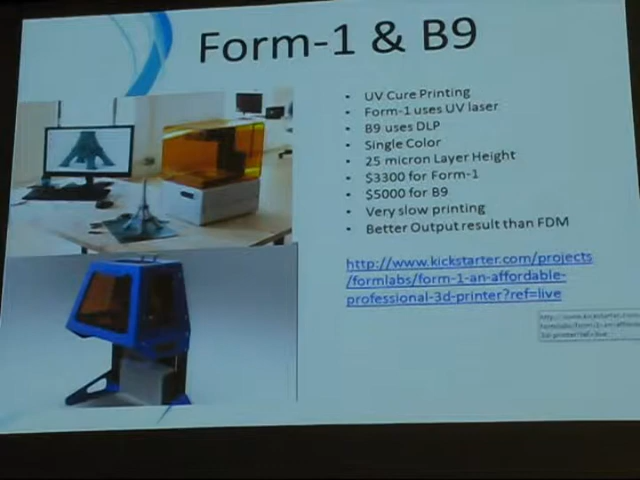 Form-1 & B9
• UV Cure Printing
• Form-1 uses UV laser
• B9 uses DLP
• Single Color
• 25 micron Layer Height
• $3300 for Form-1
• $5000 for B9
• Very slow printing
• Better Output result than FDM
http://www.kickstarter.com/projects
/formlabs/form-1-an-affordable-
professional-3d-printer?ref=live